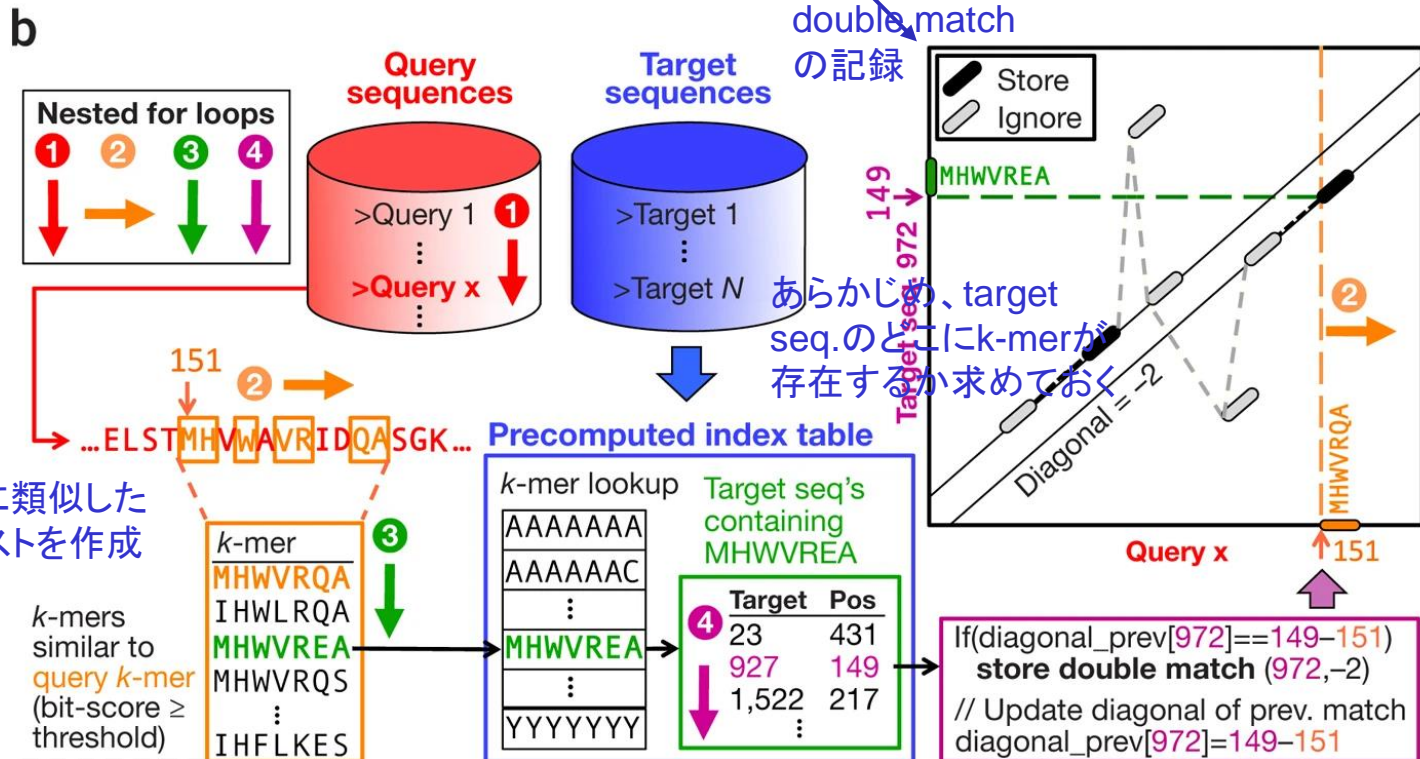 b
Nested for loops
1 2 3 4
Query
sequences
>Query 1
⋮
>Query x
⋮
1
Target
sequences
>Target 1
⋮
>Target N
double match
の記録
Store
Ignore
MHWVREA
149
Target seq. 972
あらかじめ、target
seq.のどこにk-merが
存在するか求めておく
Diagonal = –2
2
MHWVRQA
Query x
151
151
2
...ELSTMHVWAVRIDQASGK...
に類似した
ストを作成
k-mers
similar to
query k-mer
(bit-score ≥
threshold)
k-mer
MHWVRQA
IHWLRQA
MHWVREA
MHWVRQS
⋮
IHFLKES
3
Precomputed index table
k-mer lookup
AAAAAAA
AAAAAAC
⋮
MHWVREA
⋮
YYYYYYY
Target seq's
containing
MHWVREA
4
Target Pos
23 431
927 149
1,522 217
⋮
If(diagonal_prev[972]==149–151)
store double match (972,–2)
// Update diagonal of prev. match
diagonal_prev[972]=149–151